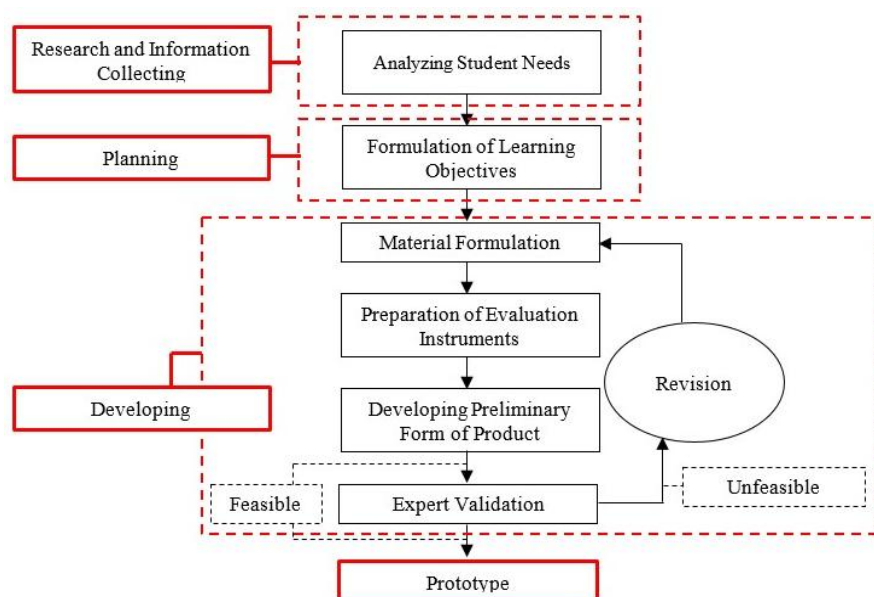 Research and Information
Collecting
Analyzing Student Needs
Planning
Formulation of Learning
Objectives
Material Formulation
Preparation of Evaluation
Instruments
Revision
Developing
Developing Preliminary
Form of Product
Feasible
Expert Validation
Unfeasible
Prototype